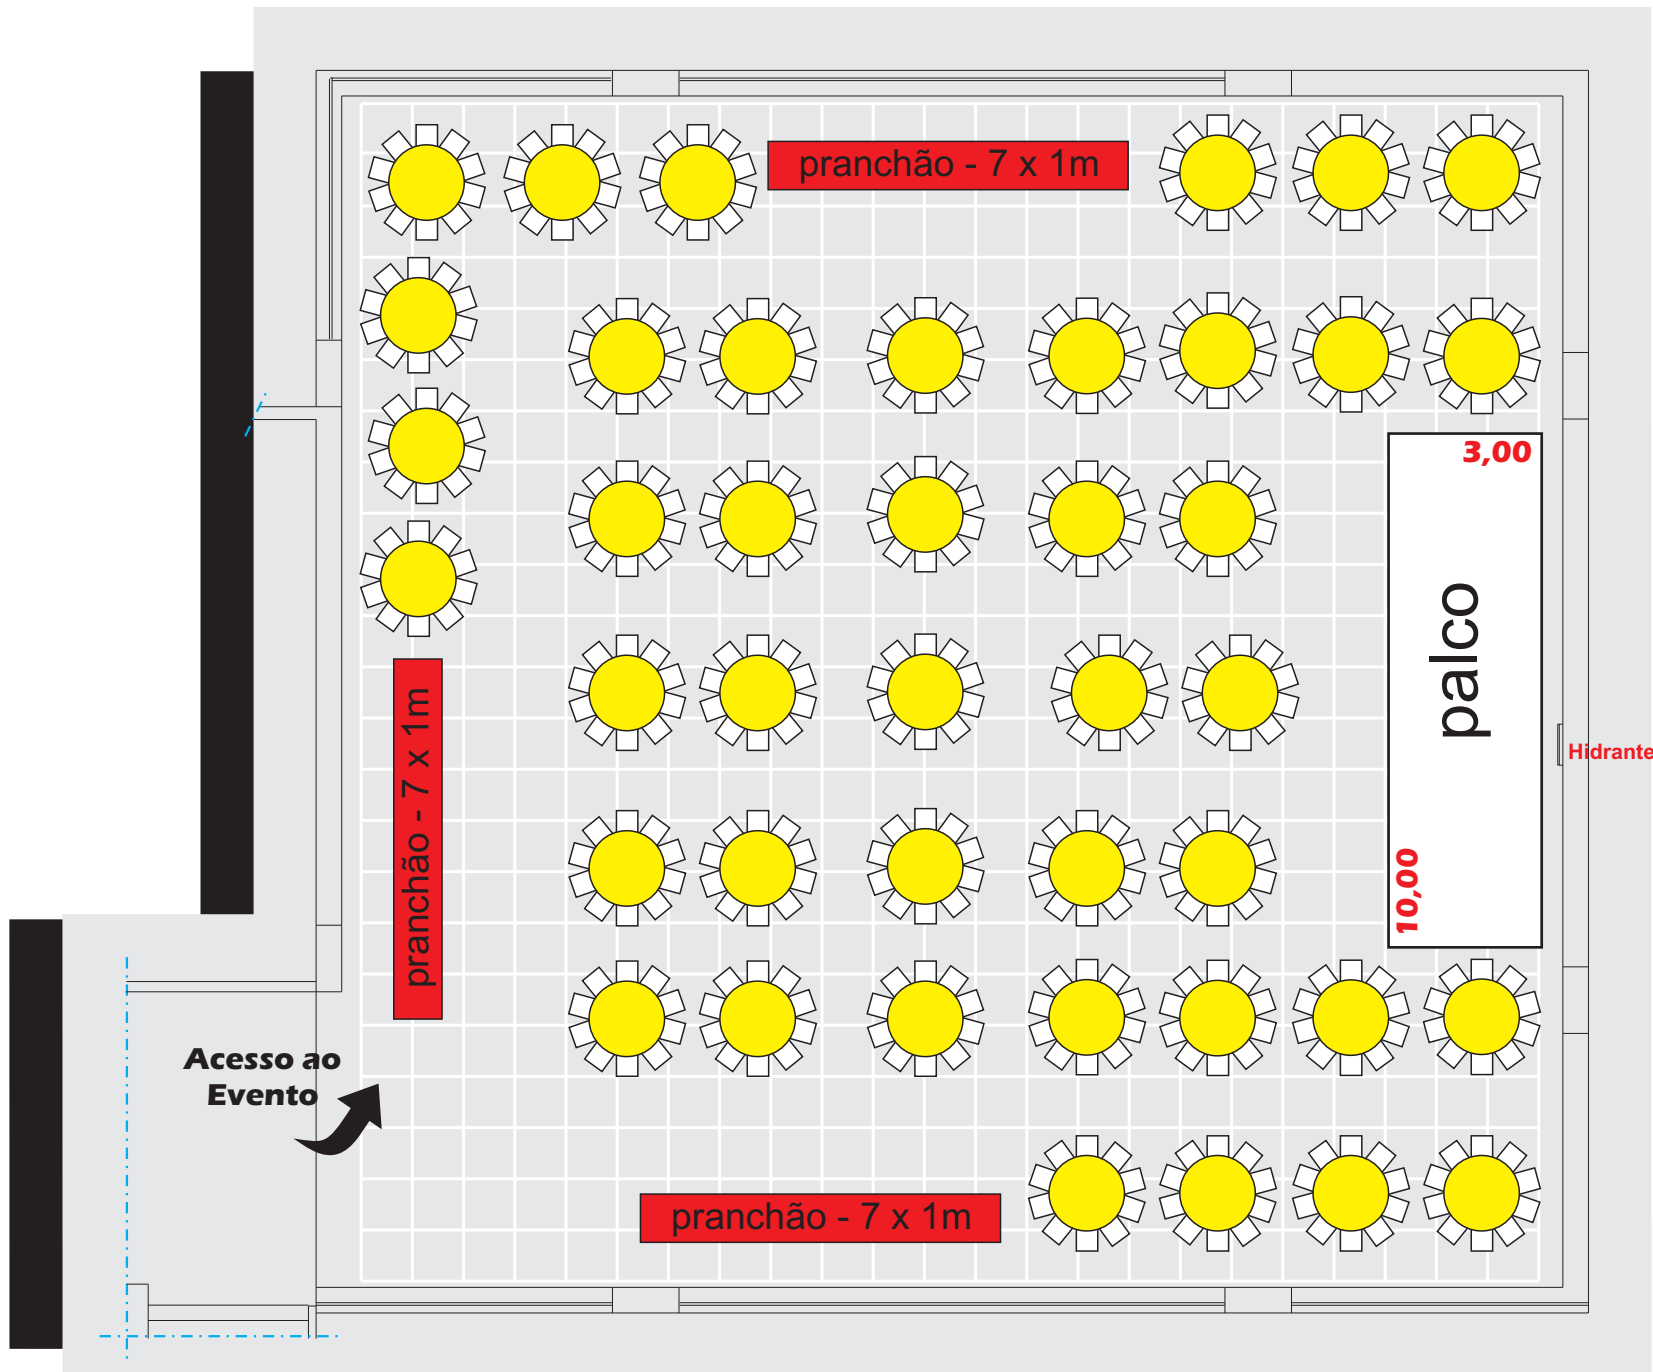 pranchão - 7 x 1m
3,00
palco
pranchão - 7 x 1m
Hidrante
10,00
Acesso ao
Evento
pranchão - 7 x 1m